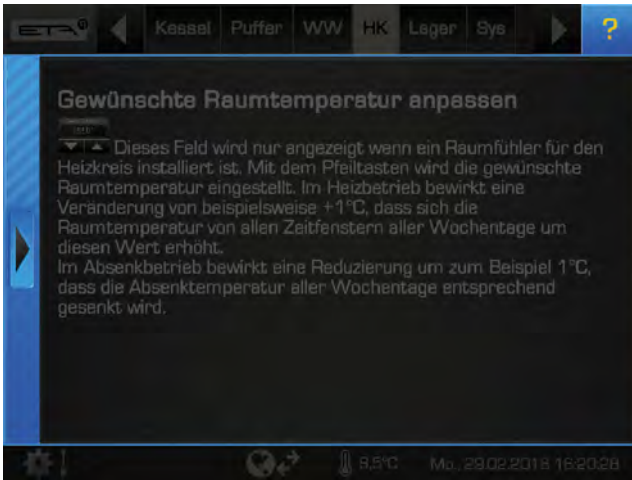 ETA
Kessel Puffer WW HK Lager Sys ?
Gewünschte Raumtemperatur anpassen
Dieses Feld wird nur angezeigt wenn ein Raumfühler für den
Heizkreis installiert ist. Mit dem Pfeiltasten wird die gewünschte
Raumtemperatur eingestellt. Im Heizbetrieb bewirkt eine
Veränderung von beispielsweise +1°C, dass sich die
Raumtemperatur von allen Zeitfenstern aller Wochentage um
diesen Wert erhöht.
Im Absenkbetrieb bewirkt eine Reduzierung um zum Beispiel 1°C,
dass die Absenktemperatur aller Wochentage entsprechend
gesenkt wird.
9,5°C Mo., 29.02.2016 16:20:28